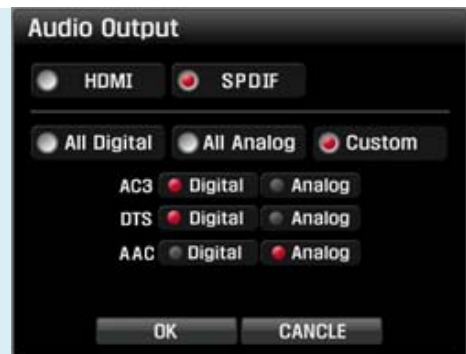 Audio Output
HDMI SPDIF
All Digital All Analog Custom
AC3 Digital Analog
DTS Digital Analog
AAC Digital Analog
OK CANCLE